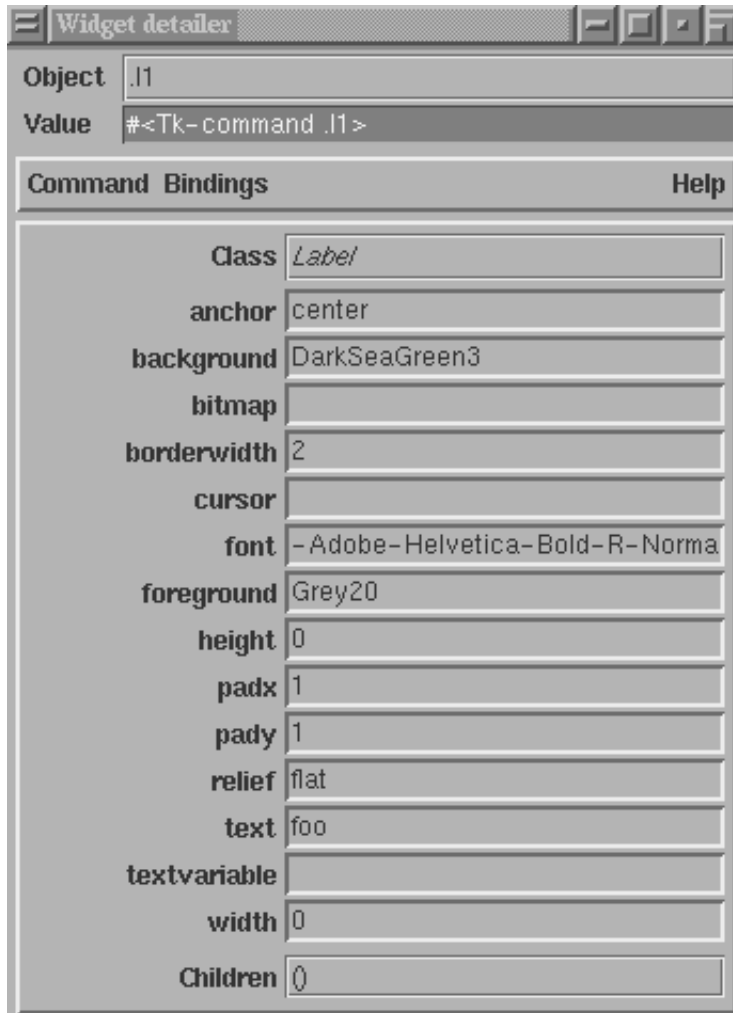 Widget detailer
Object .l1
Value #<Tk-command .l1>
Command Bindings Help
Class Label
anchor center
background DarkSeaGreen3
bitmap
borderwidth 2
cursor
font -Adobe-Helvetica-Bold-R-Norma
foreground Grey20
height 0
padx 1
pady 1
relief flat
text foo
textvariable
width 0
Children ()